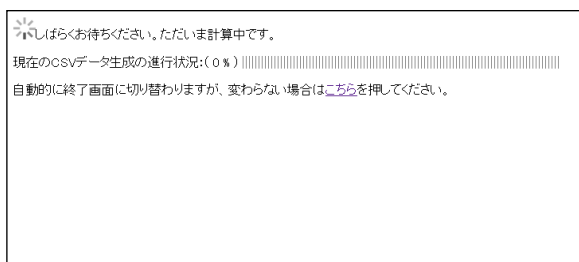 しばらくお待ちください。ただいま計算中です。
現在のCSVデータ生成の進行状況:(0%)||||||||||||||||||||||||||||||||||||||||||||||||||||||||||||||||||||||||||||||||||||||||||||||||||||
自動的に終了画面に切り替わりますが、変わらない場合はこちらを押してください。